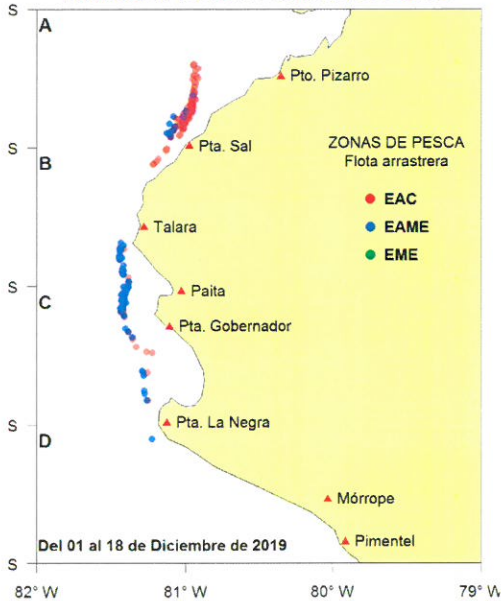 S
A
Pto. Pizarro
ZONAS DE PESCA
Flota arrastrera
S
B
Pta. Sal
EAC
EAME
EME
Talara
S
C
Paita
Pta. Gobernador
S
D
Pta. La Negra
Mórrope
Pimentel
Del 01 al 18 de Diciembre de 2019
S
82° W
81° W
80° W
79° W